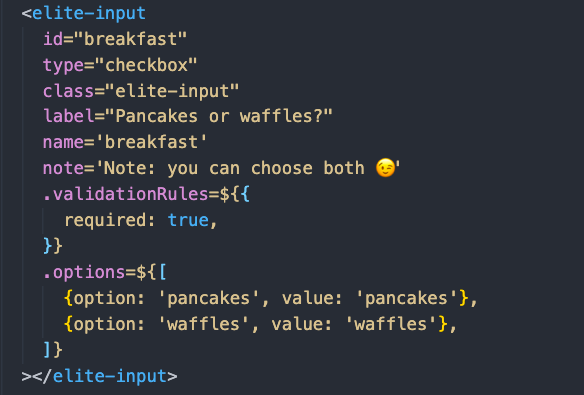 <elite-input
id="breakfast"
type="checkbox"
class="elite-input"
label="Pancakes or waffles?"
name='breakfast'
note='Note: you can choose both 😉'
.validationRules=${{
required: true,
}}
.options=${[
{option: 'pancakes', value: 'pancakes'},
{option: 'waffles', value: 'waffles'},
]}
></elite-input>